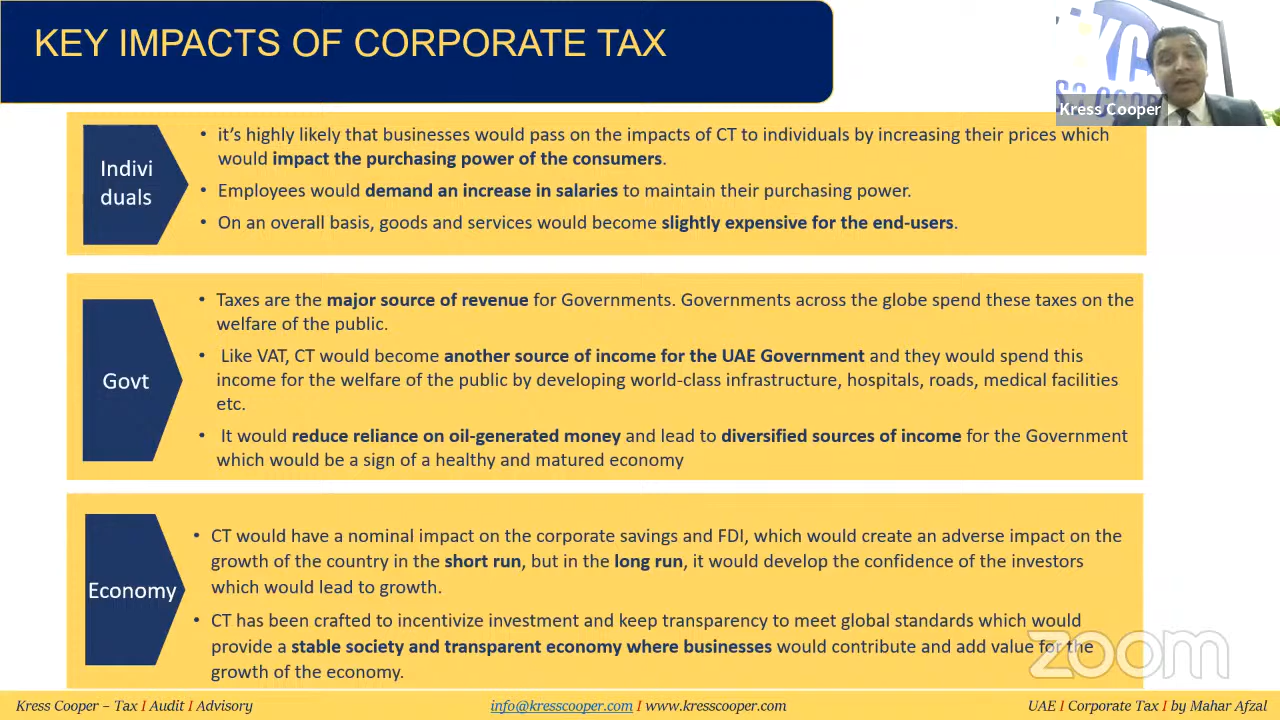 KEY IMPACTS OF CORPORATE TAX
Kress Cooper
Indivi
duals
• it’s highly likely that businesses would pass on the impacts of CT to individuals by increasing their prices which
would impact the purchasing power of the consumers.
• Employees would demand an increase in salaries to maintain their purchasing power.
• On an overall basis, goods and services would become slightly expensive for the end-users.
Govt
• Taxes are the major source of revenue for Governments. Governments across the globe spend these taxes on the
welfare of the public.
• Like VAT, CT would become another source of income for the UAE Government and they would spend this
income for the welfare of the public by developing world-class infrastructure, hospitals, roads, medical facilities
etc.
• It would reduce reliance on oil-generated money and lead to diversified sources of income for the Government
which would be a sign of a healthy and matured economy
Economy
• CT would have a nominal impact on the corporate savings and FDI, which would create an adverse impact on the
growth of the country in the short run, but in the long run, it would develop the confidence of the investors
which would lead to growth.
• CT has been crafted to incentivize investment and keep transparency to meet global standards which would
provide a stable society and transparent economy where businesses would contribute and add value for the
growth of the economy.
zoom
Kress Cooper – Tax I Audit I Advisory
info@kresscooper.com I www.kresscooper.com
UAE I Corporate Tax I by Mahar Afzal